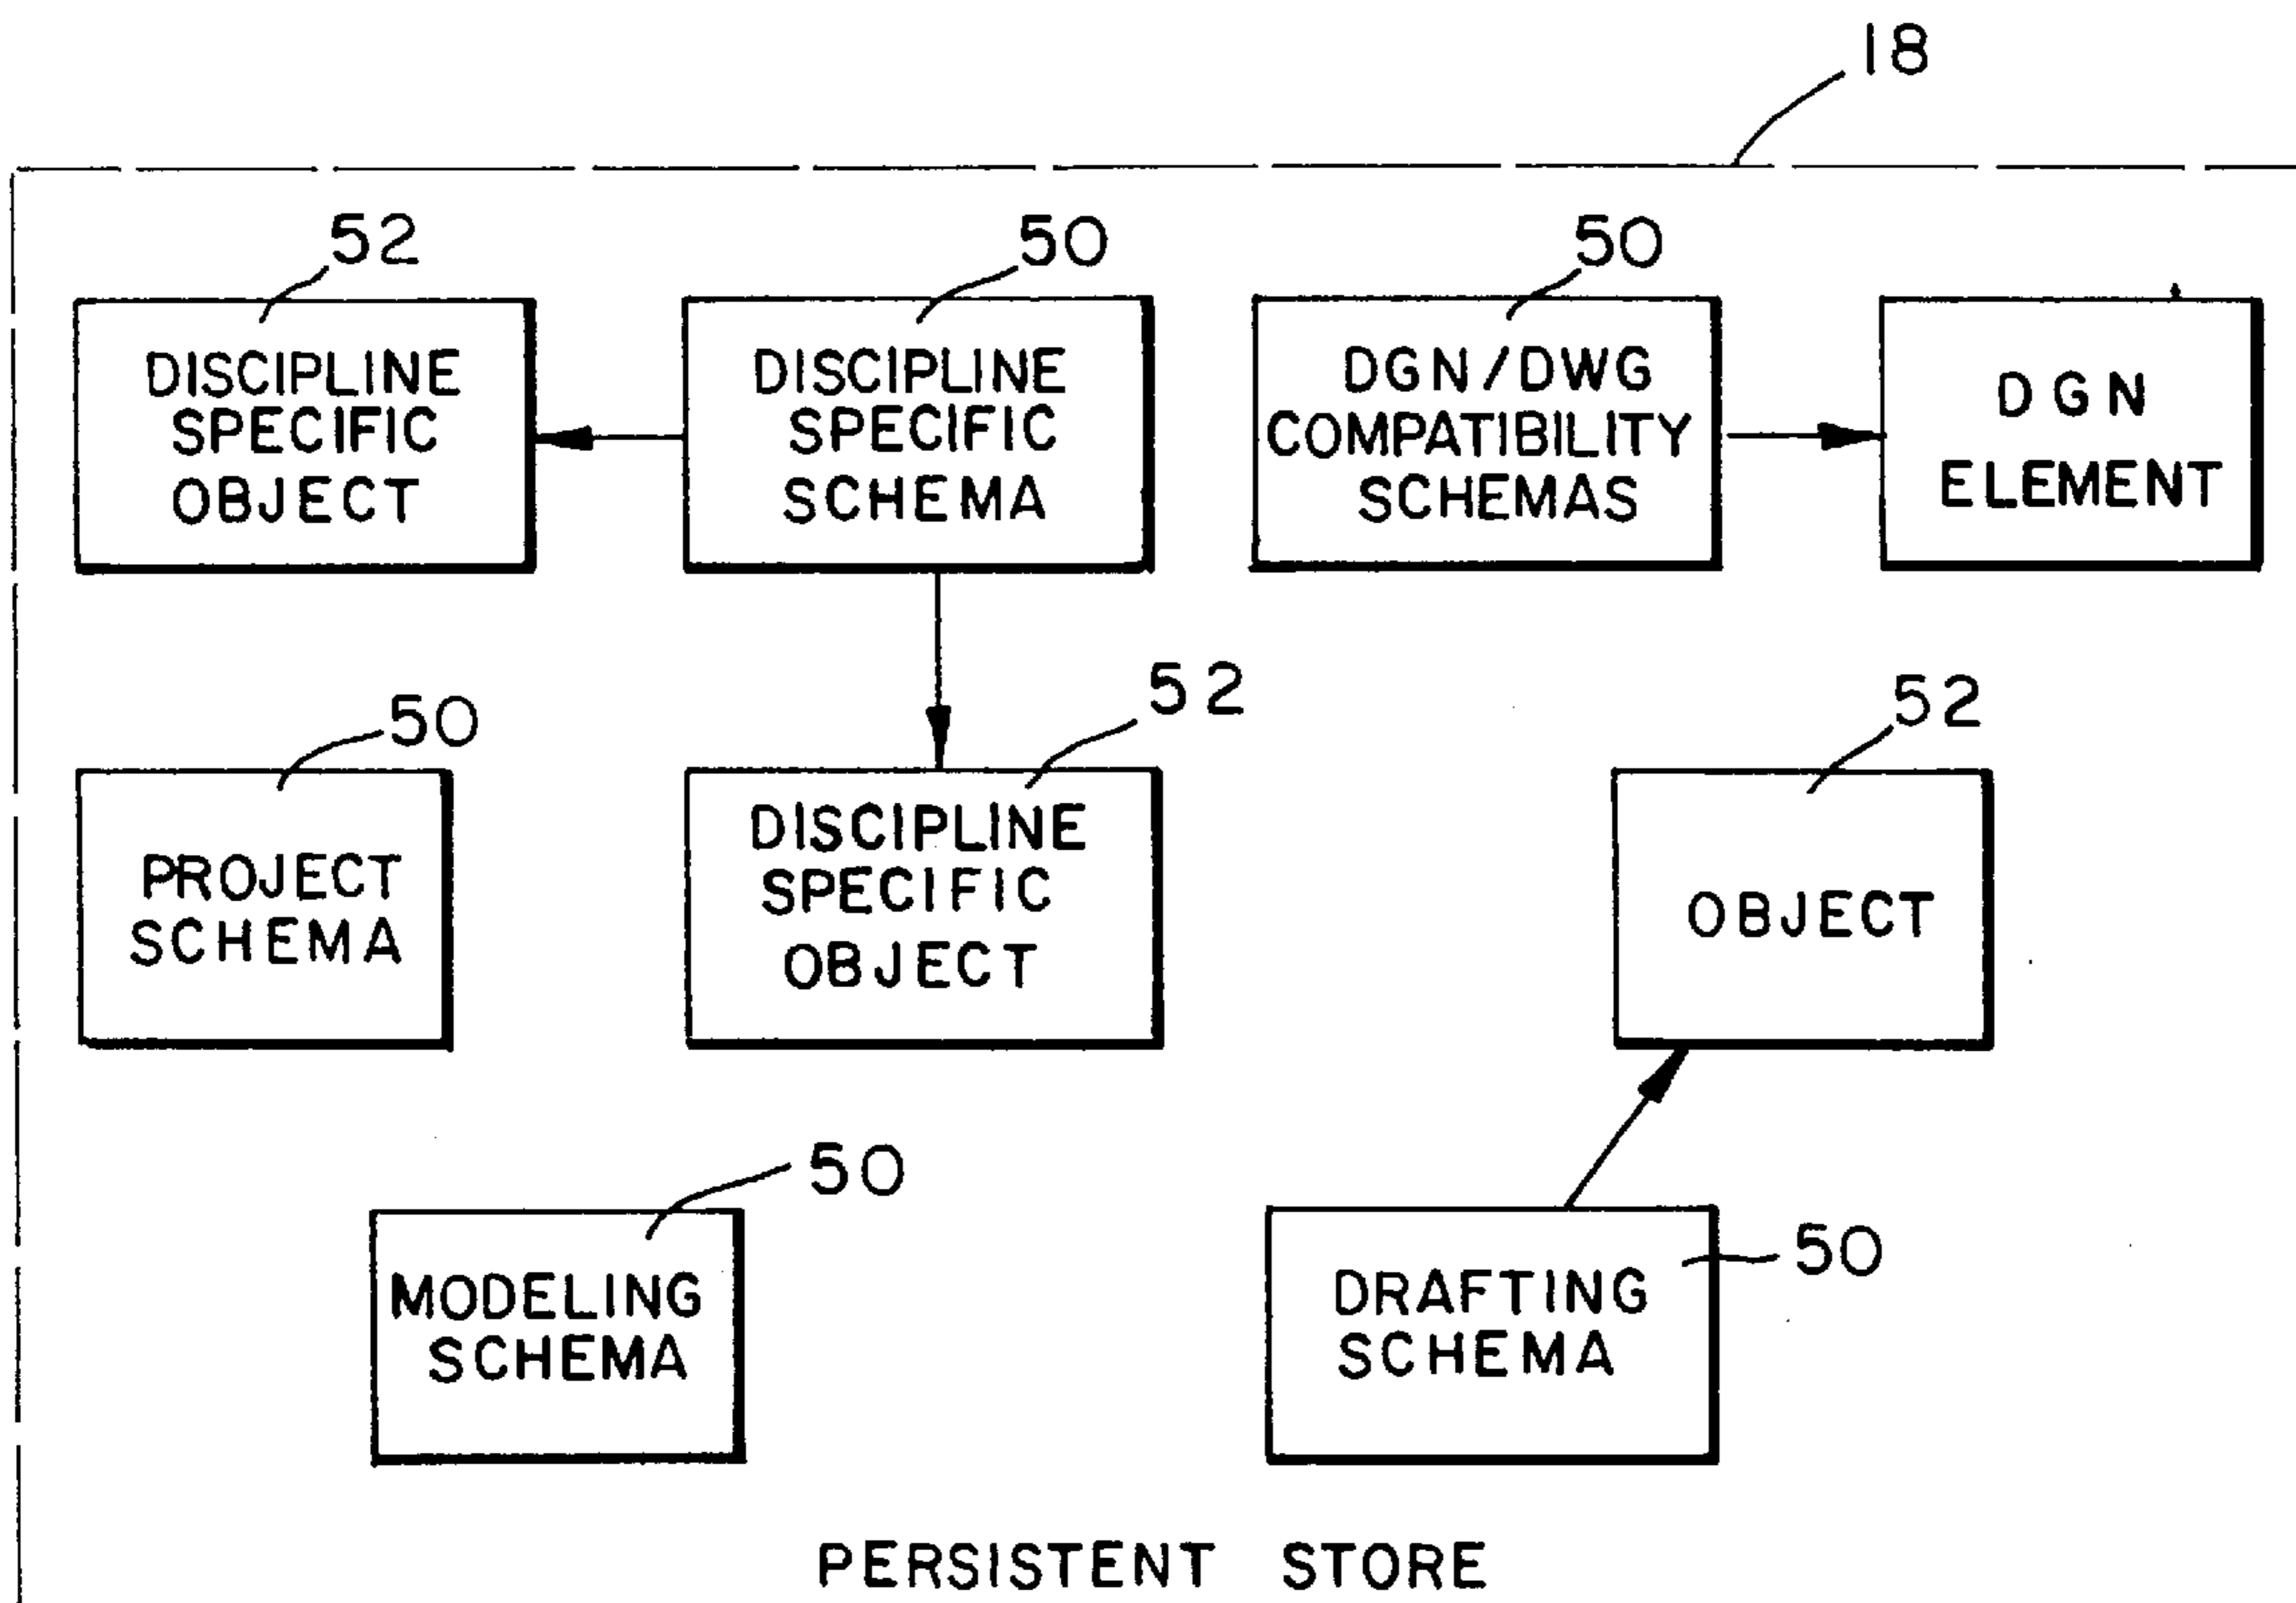 18
52
50
50
DISCIPLINE
SPECIFIC
OBJECT
DISCIPLINE
SPECIFIC
SCHEMA
DGN/DWG
COMPATIBILITY
SCHEMAS
DGN
ELEMENT
50
52
52
PROJECT
SCHEMA
DISCIPLINE
SPECIFIC
OBJECT
OBJECT
50
MODELING
SCHEMA
50
DRAFTING
SCHEMA
PERSISTENT STORE